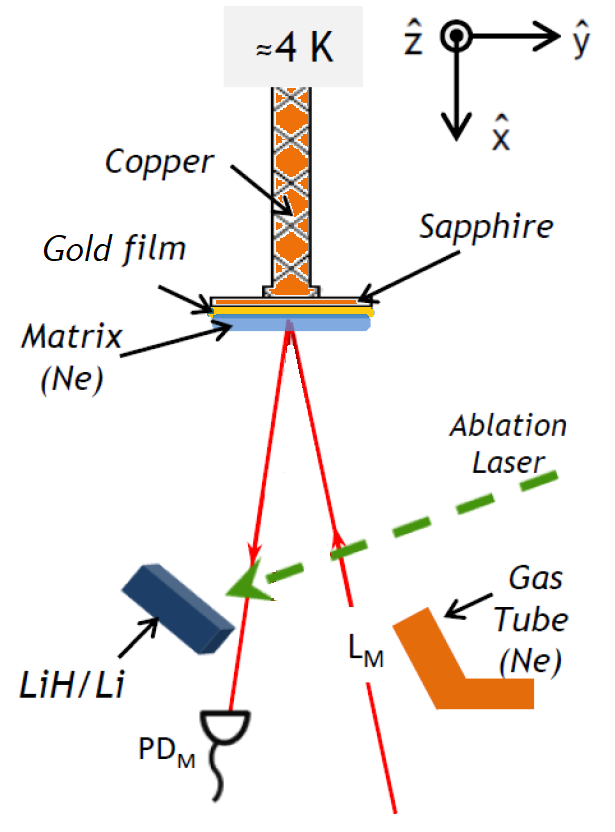 ≈4 K
ẑ
ŷ
x̂
Copper
Sapphire
Gold film
Matrix
(Ne)
Ablation
Laser
Gas
Tube
(Ne)
L_M
LiH/Li
PD_M